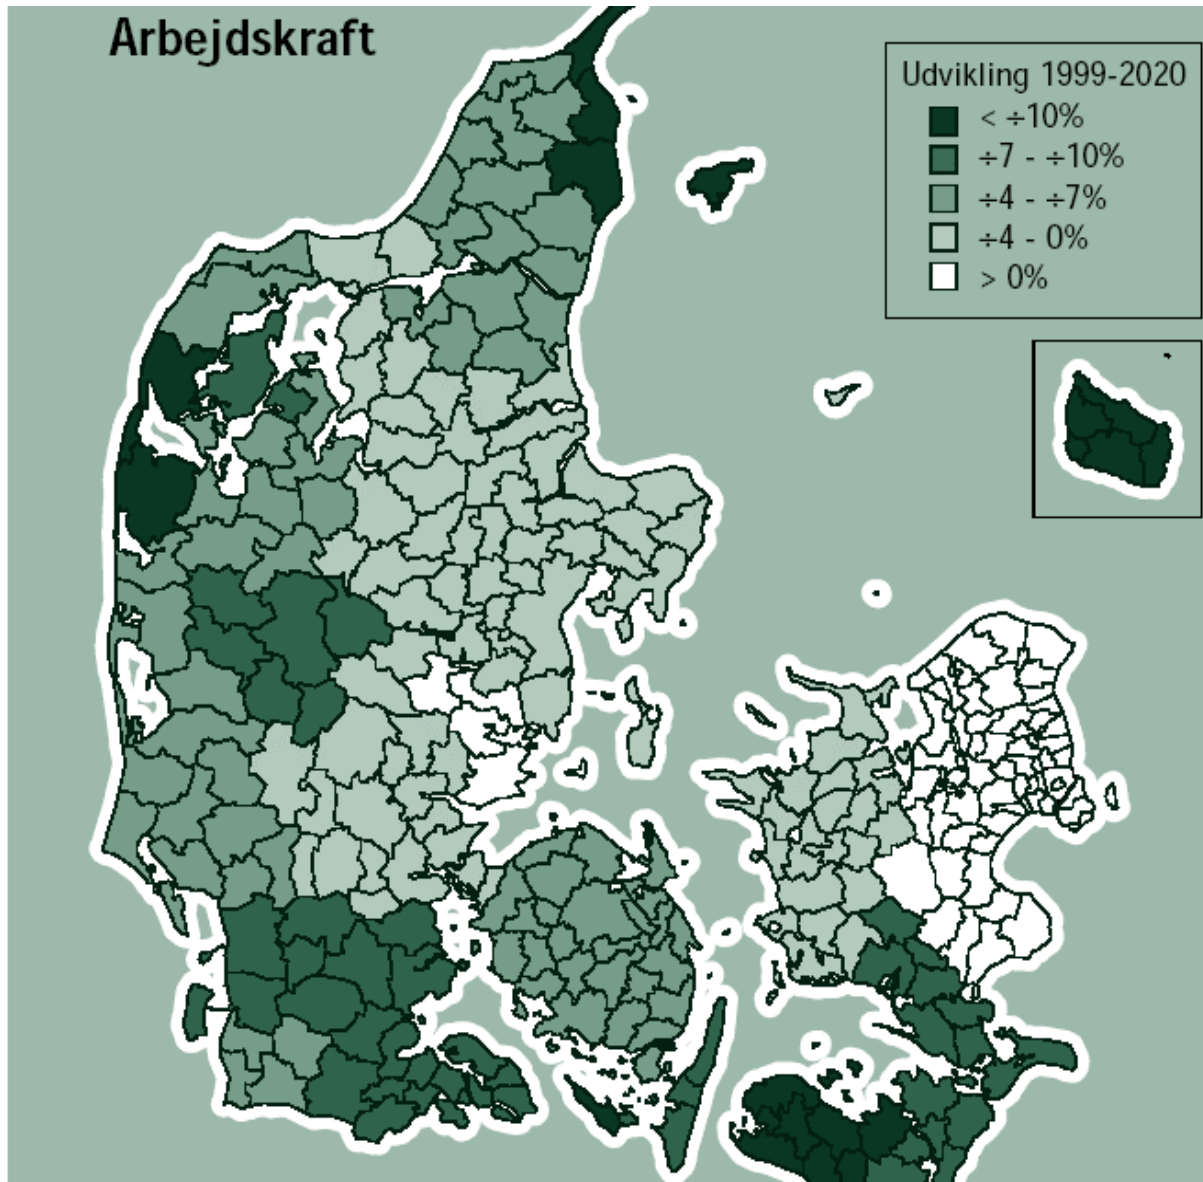 Arbejdskraft
Udvikling 1999-2020
< ÷10%
÷7 - ÷10%
÷4 - ÷7%
÷4 - 0%
> 0%